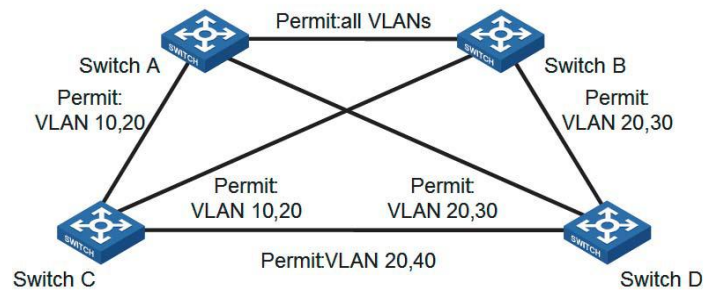 Permit:all VLANs
SWITCH
SWITCH
Switch A
Switch B
Permit:
VLAN 10,20
Permit:
VLAN 20,30
Permit:
VLAN 10,20
Permit:
VLAN 20,30
SWITCH
SWITCH
Permit:VLAN 20,40
Switch C
Switch D